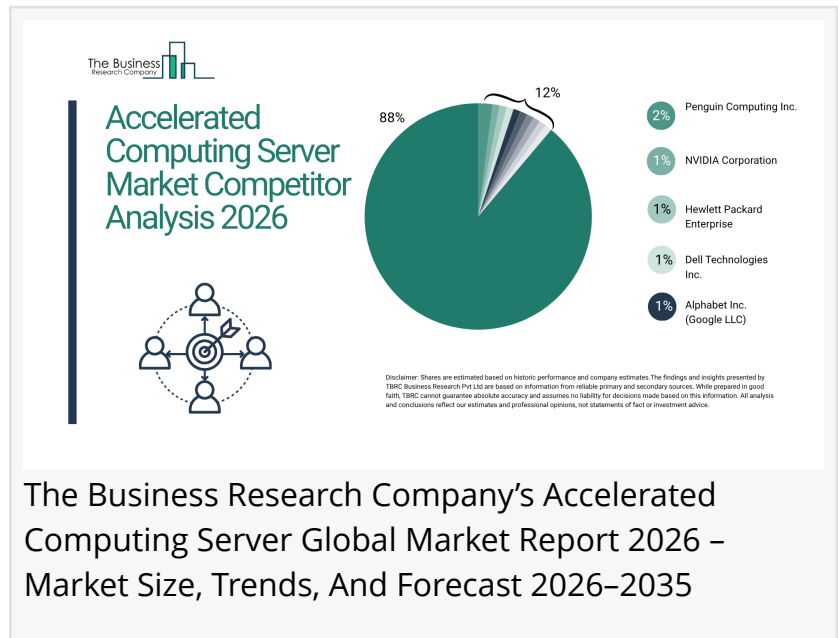 The Business
Research Company
Accelerated
Computing Server
Market Competitor
Analysis 2026
88%
12%
2% Penguin Computing Inc.
1% NVIDIA Corporation
1% Hewlett Packard
Enterprise
1% Dell Technologies
Inc.
1% Alphabet Inc.
(Google LLC)
Disclaimer: Shares are estimated based on historic performance and company estimates.The findings and insights presented by
TBRC Business Research Pvt Ltd are based on information from reliable primary and secondary sources. While prepared in good
faith, TBRC cannot guarantee absolute accuracy and assumes no liability for decisions made based on this information. All analysis
and conclusions reflect our estimates and professional opinions, not statements of fact or investment advice.
The Business Research Company’s Accelerated
Computing Server Global Market Report 2026 –
Market Size, Trends, And Forecast 2026–2035